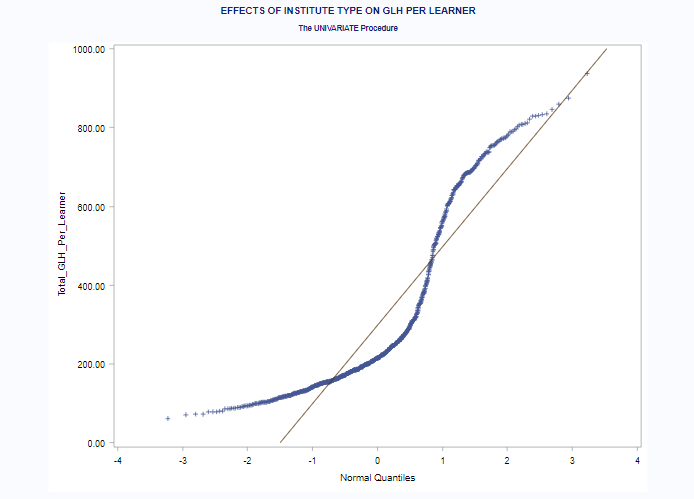 EFFECTS OF INSTITUTE TYPE ON GLH PER LEARNER
The UNIVARIATE Procedure
1000.00
800.00
600.00
400.00
200.00
0.00
Total_GLH_Per_Learner
-4 -3 -2 -1 0 1 2 3 4
Normal Quantiles